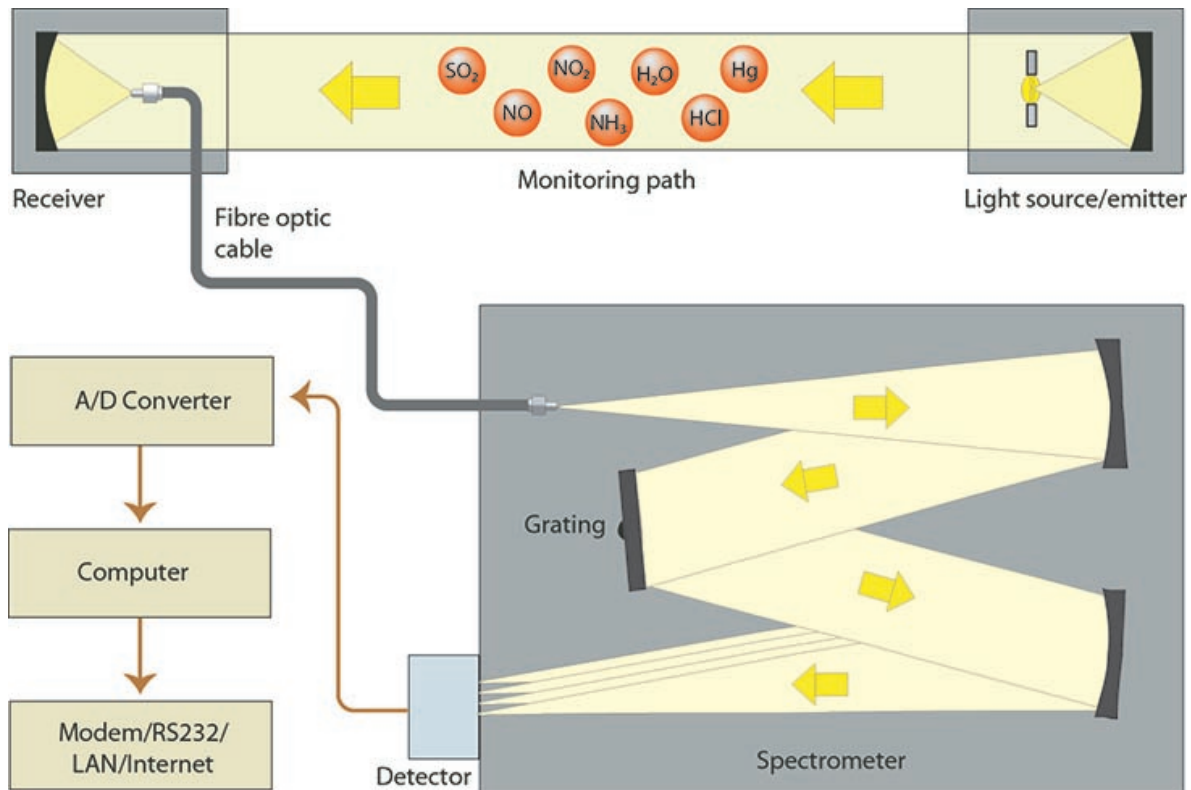 SO₂
NO₂
H₂O
Hg
NO
NH₃
HCl
Monitoring path
Receiver
Light source/emitter
Fibre optic
cable
A/D Converter
Grating
Computer
Modem/RS232/
LAN/Internet
Detector
Spectrometer